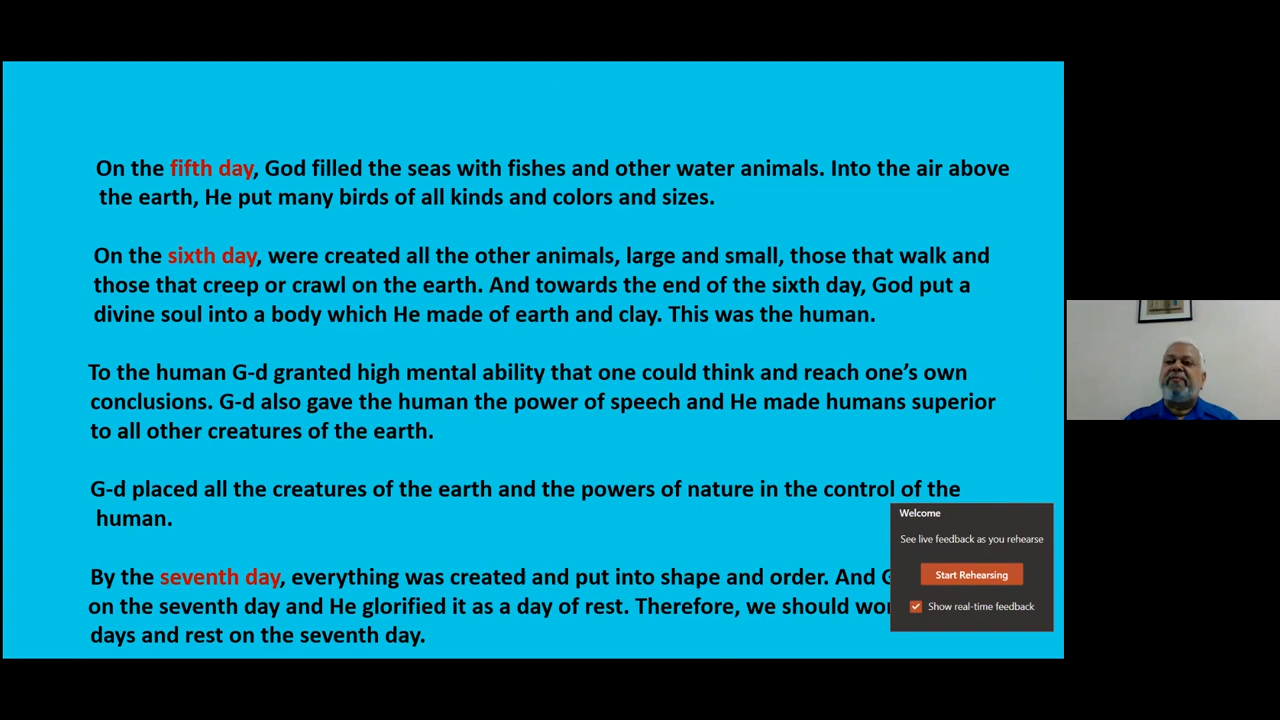 On the fifth day, God filled the seas with fishes and other water animals. Into the air above
the earth, He put many birds of all kinds and colors and sizes.
On the sixth day, were created all the other animals, large and small, those that walk and
those that creep or crawl on the earth. And towards the end of the sixth day, God put a
divine soul into a body which He made of earth and clay. This was the human.
To the human G-d granted high mental ability that one could think and reach one’s own
conclusions. G-d also gave the human the power of speech and He made humans superior
to all other creatures of the earth.
G-d placed all the creatures of the earth and the powers of nature in the control of the
human.
By the seventh day, everything was created and put into shape and order. And
on the seventh day and He glorified it as a day of rest. Therefore, we should
days and rest on the seventh day.
Welcome
See live feedback as you rehearse
Start Rehearsing
Show real-time feedback